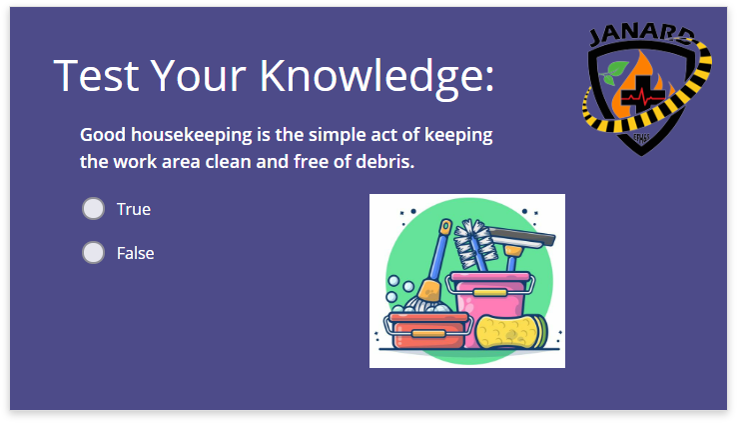 JANARD
Test Your Knowledge:
Good housekeeping is the simple act of keeping
the work area clean and free of debris.
True
False